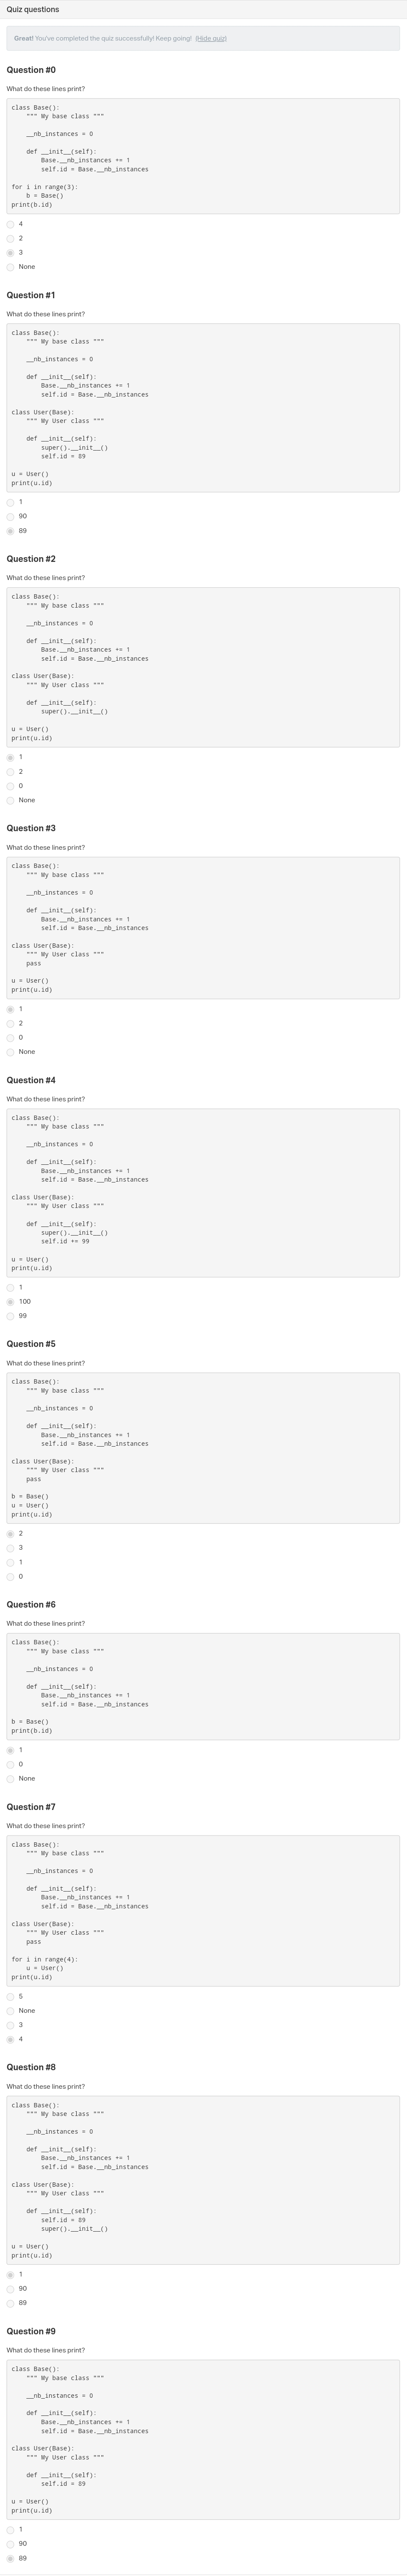 Quiz questions
Great! You've completed the quiz successfully! Keep going! (Hide quiz)
Question #0
What do these lines print?
class Base():
    """ My base class """
    __nb_instances = 0
    def __init__(self):
        Base.__nb_instances += 1
        self.id = Base.__nb_instances
for i in range(3):
    b = Base()
print(b.id)
4
2
3
None
Question #1
What do these lines print?
class Base():
    """ My base class """
    __nb_instances = 0
    def __init__(self):
        Base.__nb_instances += 1
        self.id = Base.__nb_instances
class User(Base):
    """ My User class """
    def __init__(self):
        super().__init__()
        self.id = 89
u = User()
print(u.id)
1
90
89
Question #2
What do these lines print?
class Base():
    """ My base class """
    __nb_instances = 0
    def __init__(self):
        Base.__nb_instances += 1
        self.id = Base.__nb_instances
class User(Base):
    """ My User class """
    def __init__(self):
        super().__init__()
u = User()
print(u.id)
1
2
0
None
Question #3
What do these lines print?
class Base():
    """ My base class """
    __nb_instances = 0
    def __init__(self):
        Base.__nb_instances += 1
        self.id = Base.__nb_instances
class User(Base):
    """ My User class """
    pass
u = User()
print(u.id)
1
2
0
None
Question #4
What do these lines print?
class Base():
    """ My base class """
    __nb_instances = 0
    def __init__(self):
        Base.__nb_instances += 1
        self.id = Base.__nb_instances
class User(Base):
    """ My User class """
    def __init__(self):
        super().__init__()
        self.id += 99
u = User()
print(u.id)
1
100
99
Question #5
What do these lines print?
class Base():
    """ My base class """
    __nb_instances = 0
    def __init__(self):
        Base.__nb_instances += 1
        self.id = Base.__nb_instances
class User(Base):
    """ My User class """
    pass
b = Base()
u = User()
print(u.id)
2
3
1
0
Question #6
What do these lines print?
class Base():
    """ My base class """
    __nb_instances = 0
    def __init__(self):
        Base.__nb_instances += 1
        self.id = Base.__nb_instances
b = Base()
print(b.id)
1
0
None
Question #7
What do these lines print?
class Base():
    """ My base class """
    __nb_instances = 0
    def __init__(self):
        Base.__nb_instances += 1
        self.id = Base.__nb_instances
class User(Base):
    """ My User class """
    pass
for i in range(4):
    u = User()
print(u.id)
5
None
3
4
Question #8
What do these lines print?
class Base():
    """ My base class """
    __nb_instances = 0
    def __init__(self):
        Base.__nb_instances += 1
        self.id = Base.__nb_instances
class User(Base):
    """ My User class """
    def __init__(self):
        self.id = 89
        super().__init__()
u = User()
print(u.id)
1
90
89
Question #9
What do these lines print?
class Base():
    """ My base class """
    __nb_instances = 0
    def __init__(self):
        Base.__nb_instances += 1
        self.id = Base.__nb_instances
class User(Base):
    """ My User class """
    def __init__(self):
        self.id = 89
u = User()
print(u.id)
1
90
89